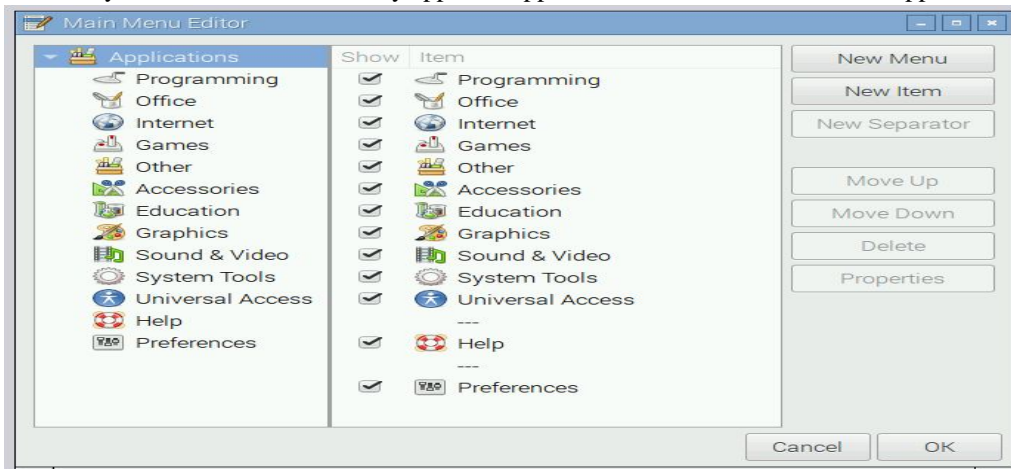 Main Menu Editor
Applications
Programming
Office
Internet
Games
Other
Accessories
Education
Graphics
Sound & Video
System Tools
Universal Access
Help
Preferences
Show Item
Programming
Office
Internet
Games
Other
Accessories
Education
Graphics
Sound & Video
System Tools
Universal Access
---
Help
---
Preferences
New Menu
New Item
New Separator
Move Up
Move Down
Delete
Properties
Cancel OK